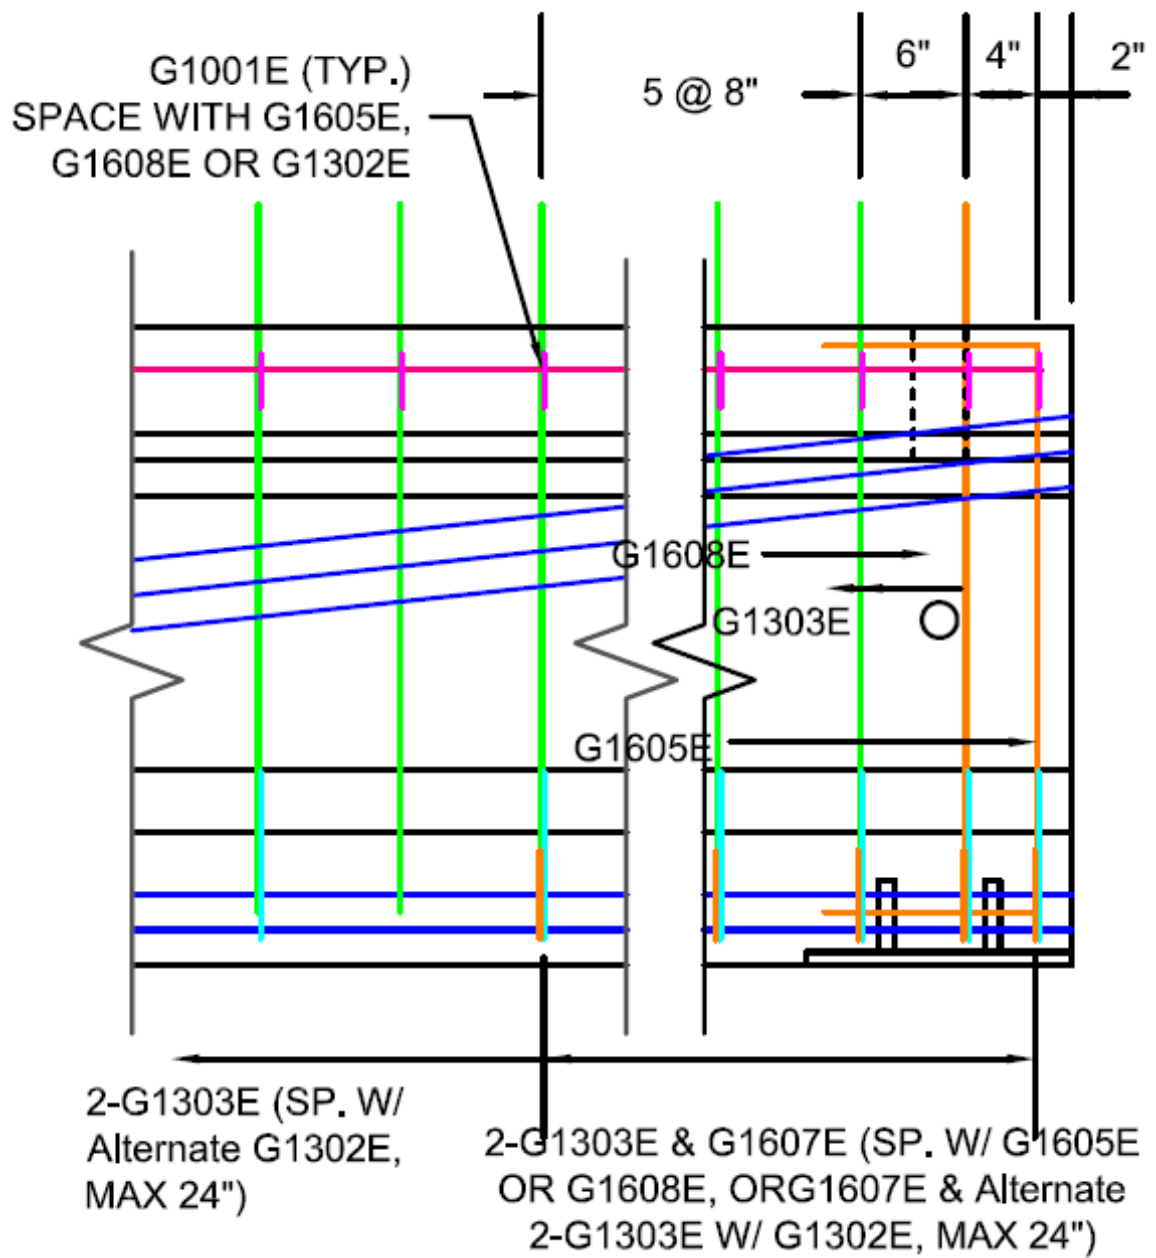 G1001E (TYP.)
SPACE WITH G1605E,
G1608E OR G1302E
5 @ 8"
6"
4"
2"
G1608E
G1303E
G1605E
2-G1303E (SP. W/
Alternate G1302E,
MAX 24")
2-G1303E & G1607E (SP. W/ G1605E
OR G1608E, ORG1607E & Alternate
2-G1303E W/ G1302E, MAX 24")